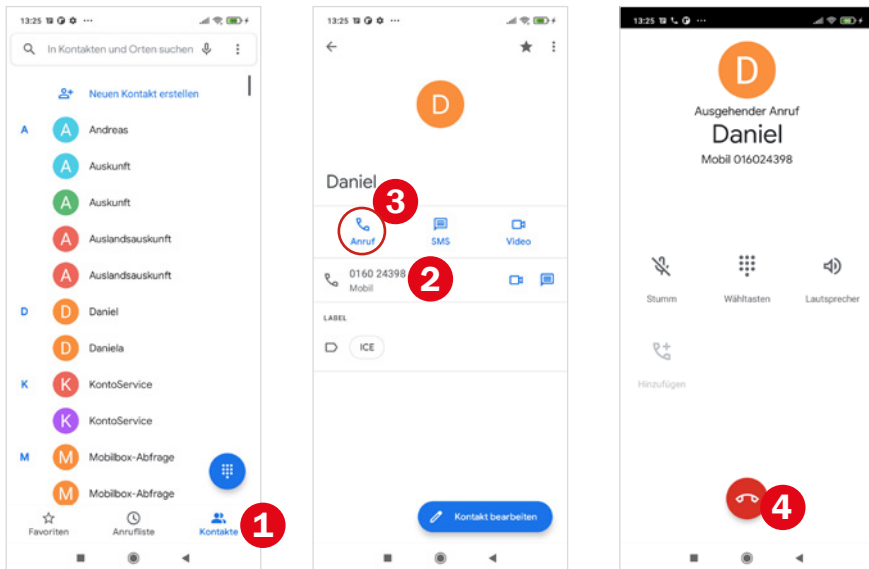 13:25
In Kontakten und Orten suchen
Neuen Kontakt erstellen
A A Andreas
A Auskunft
A Auskunft
A Auslandsauskunft
A Auslandsauskunft
D D Daniel
D Daniela
K K KontoService
K KontoService
M M Mobilbox-Abfrage
M Mobilbox-Abfrage
Favoriten Anrufliste Kontakte 1
13:25
D
Daniel
3
Anruf SMS Video
0160 24398 2
Mobil
LABEL
ICE
Kontakt bearbeiten
13:25
D
Ausgehender Anruf
Daniel
Mobil 016024398
Stumm Wähltasten Lautsprecher
Hinzufügen
4